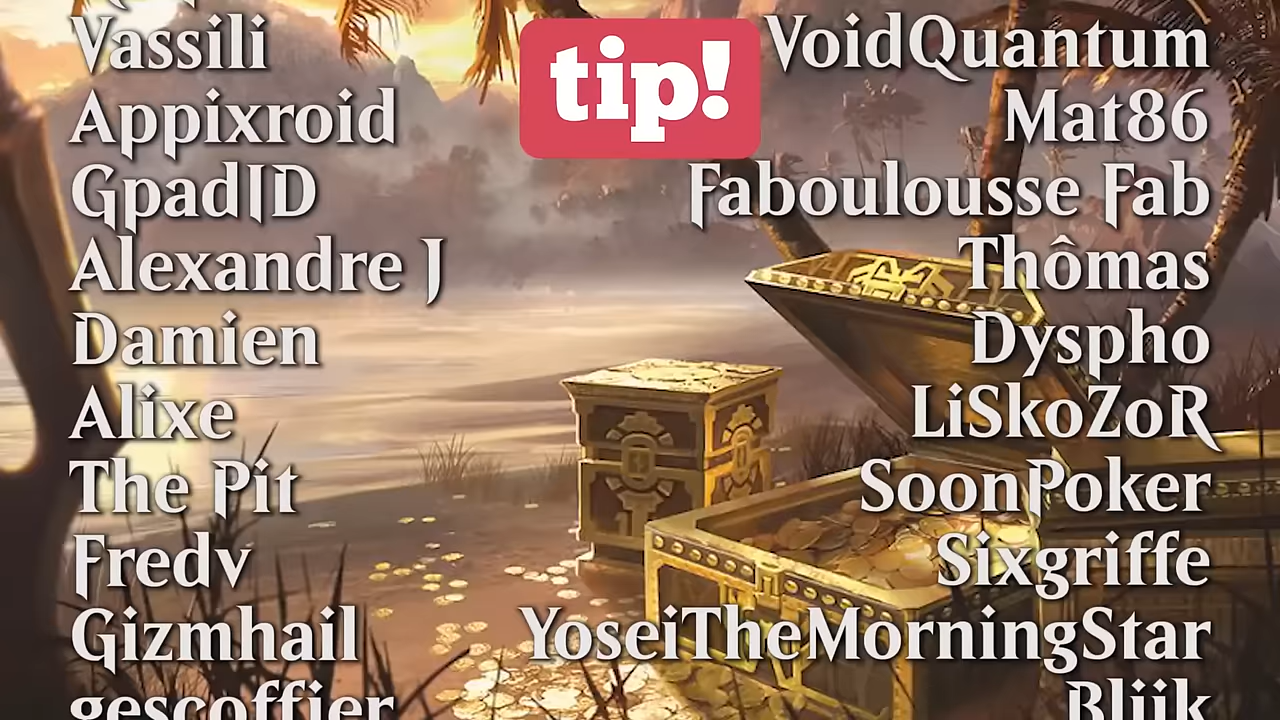 tip!
Vassili
Appixroid
GpadID
Alexandre J
Damien
Alixe
The Pit
Fredv
Gizmhail
gescoffier
VoidQuantum
Mat86
Faboulousse Fab
Thômas
Dyspho
LiSkoZoR
SoonPoker
Sixgriffe
YoseiTheMorningStar